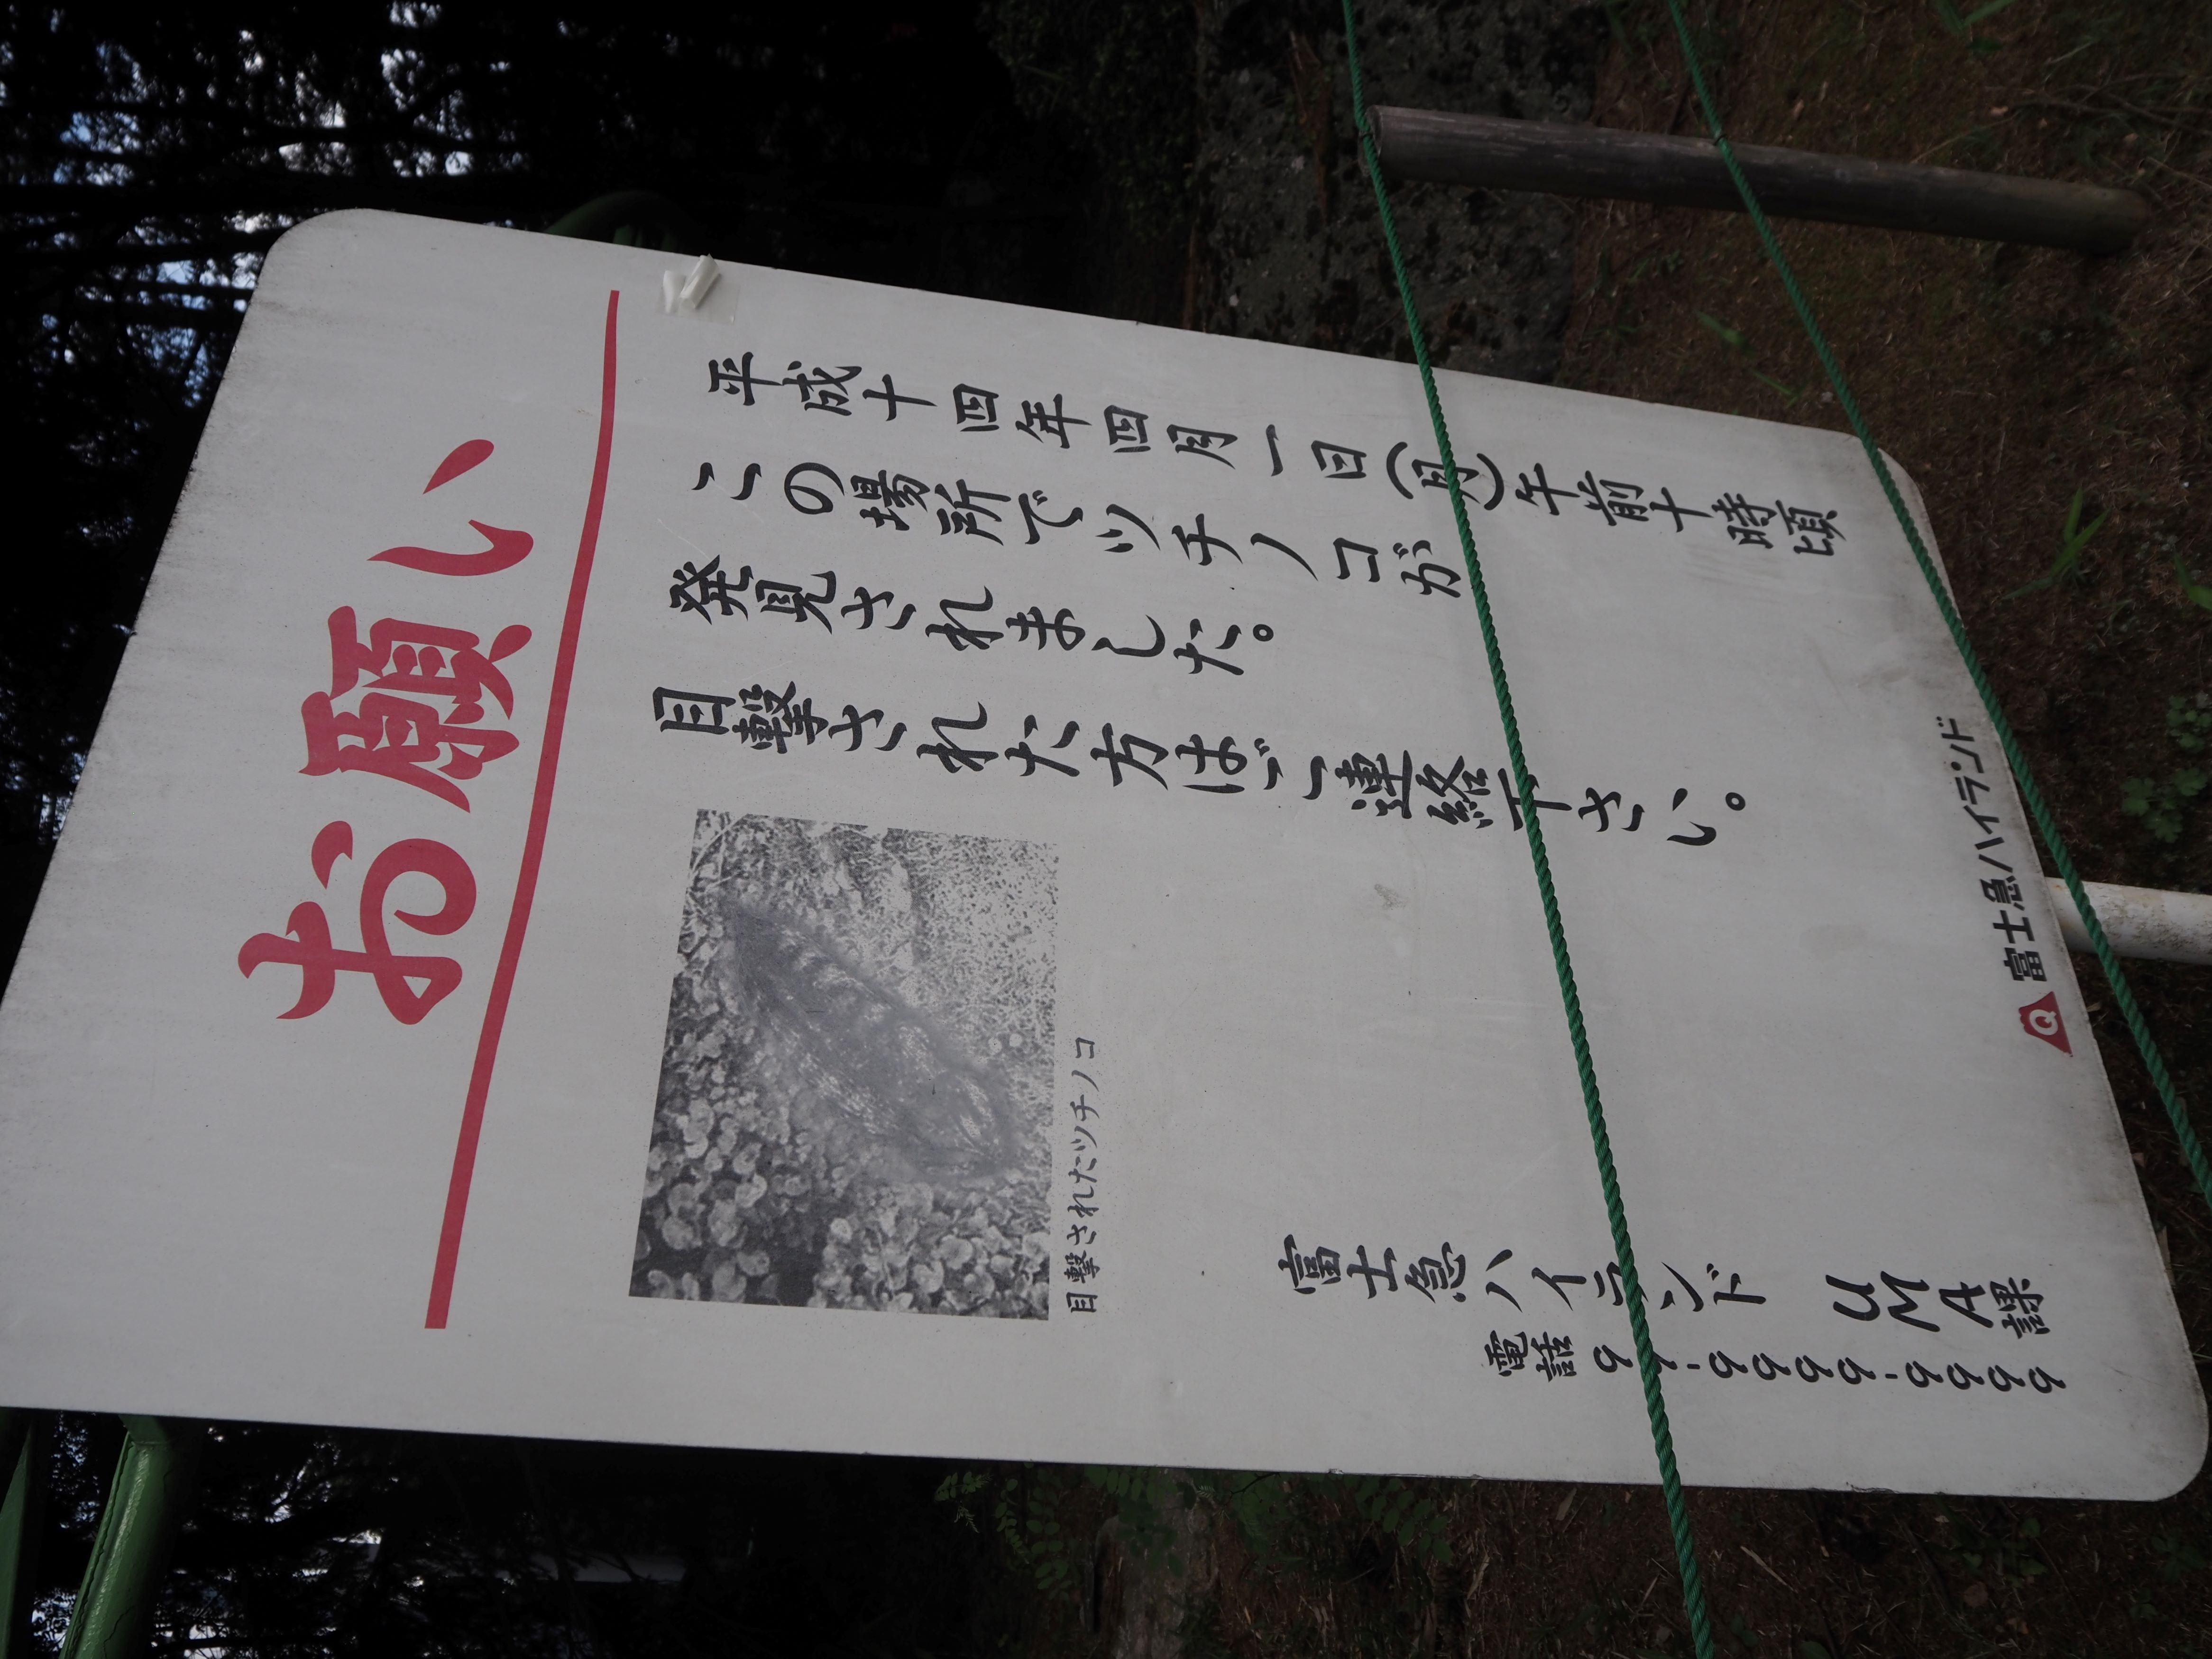 お願い
平成十四年四月一日(月)午前十時頃
この場所でツチノコが
発見されました。
目撃された方はご連絡下さい。
目撃されたツチノコ
富士急ハイランド UMA課
電話 99-9999-9999
Q 富士急ハイランド